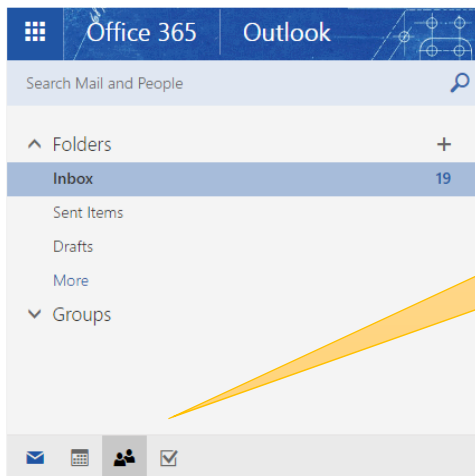 Office 365 Outlook
Search Mail and People
Folders
Inbox 19
Sent Items
Drafts
More
Groups